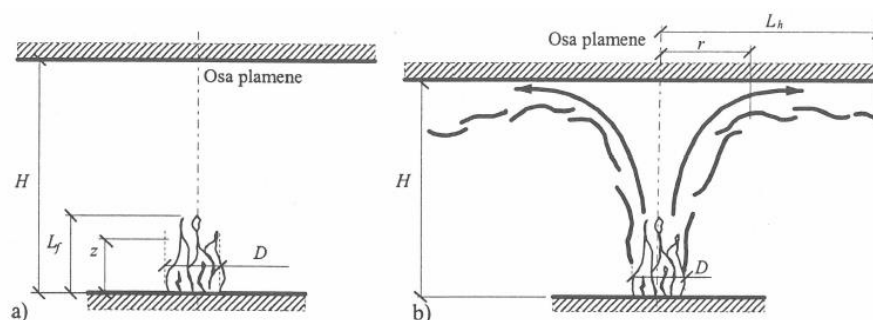 Osa plamene
H
L_f
z
D
a)
Osa plamene
L_h
r
H
D
b)